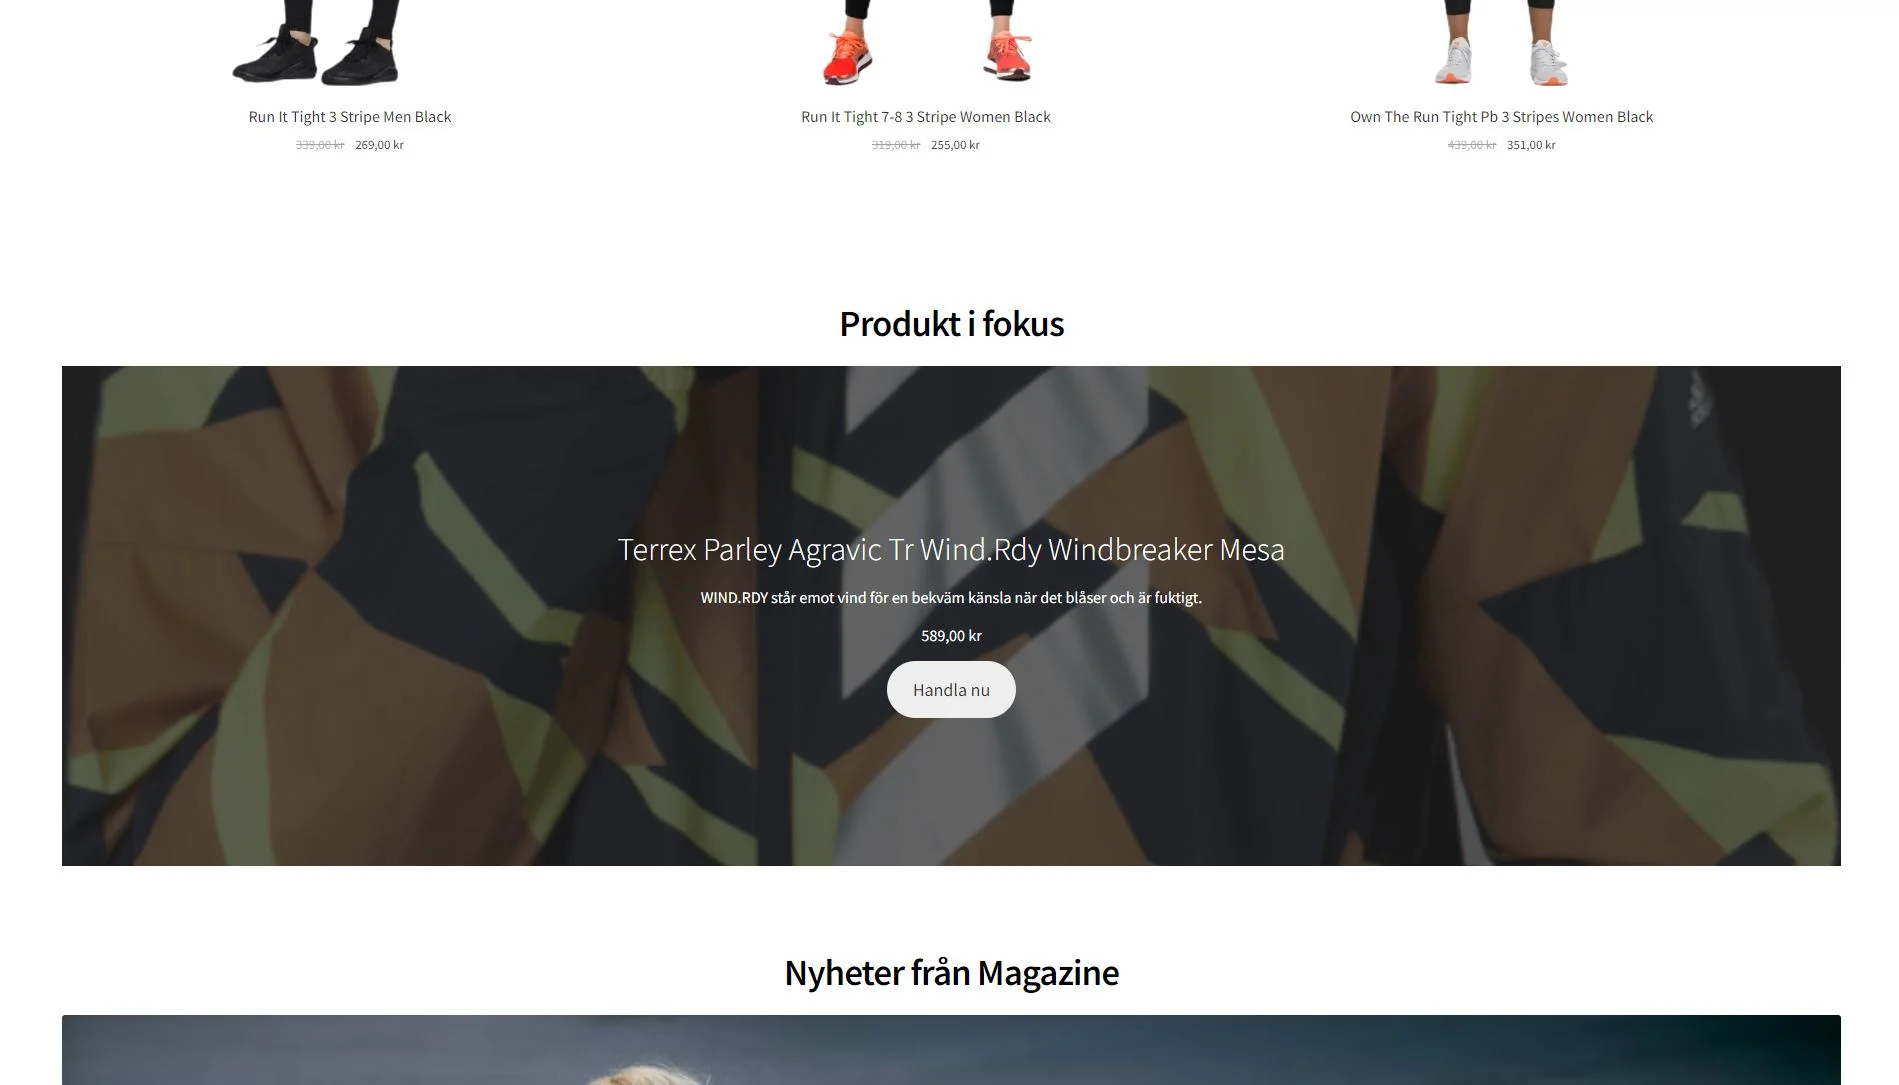 Run It Tight 3 Stripe Men Black
339,00 kr 269,00 kr
Run It Tight 7-8 3 Stripe Women Black
319,00 kr 255,00 kr
Own The Run Tight Pb 3 Stripes Women Black
439,00 kr 351,00 kr
Produkt i fokus
Terrex Parley Agravic Tr Wind.Rdy Windbreaker Mesa
WIND.RDY står emot vind för en bekväm känsla när det blåser och är fuktigt.
589,00 kr
Handla nu
Nyheter från Magazine